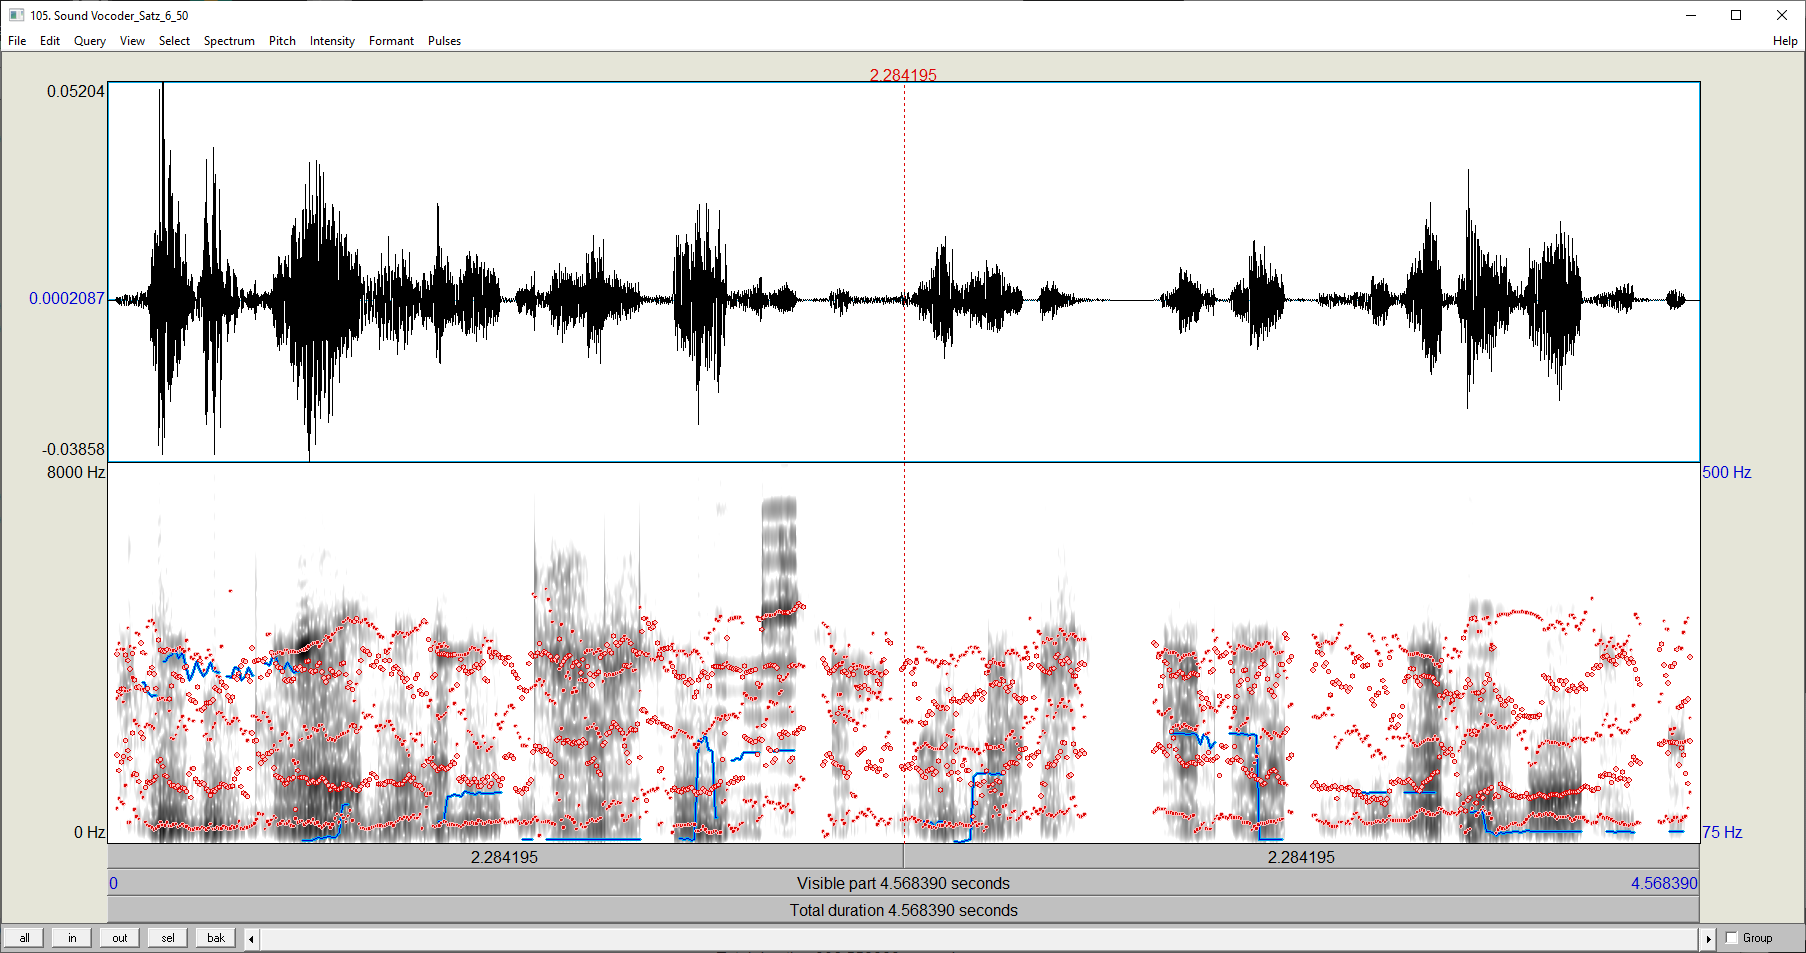 105. Sound Vocoder_Satz_6_50
File Edit Query View Select Spectrum Pitch Intensity Formant Pulses Help
2.284195
0.05204
0.0002087
-0.03858
8000 Hz 500 Hz
0 Hz 75 Hz
2.284195 2.284195
0 Visible part 4.568390 seconds 4.568390
Total duration 4.568390 seconds
all in out sel bak Group